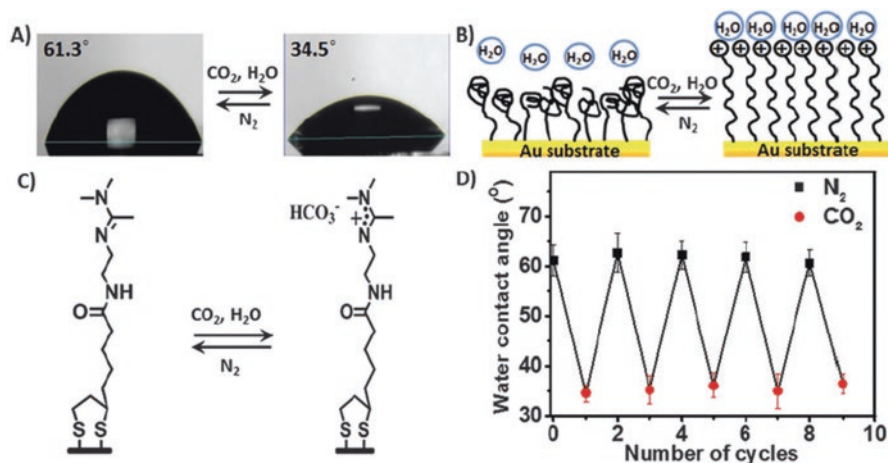 A)
61.3°
CO₂, H₂O
N₂
34.5°
B)
H₂O H₂O H₂O H₂O
CO₂, H₂O
N₂
H₂O H₂O H₂O H₂O H₂O
+ + + + + + + +
Au substrate
Au substrate
C)
N
N
NH
O
S S
CO₂, H₂O
N₂
HCO₃⁻
N
+
N
NH
O
S S
D)
N₂
CO₂
Water contact angle (°)
70
60
50
40
30
0 2 4 6 8 10
Number of cycles